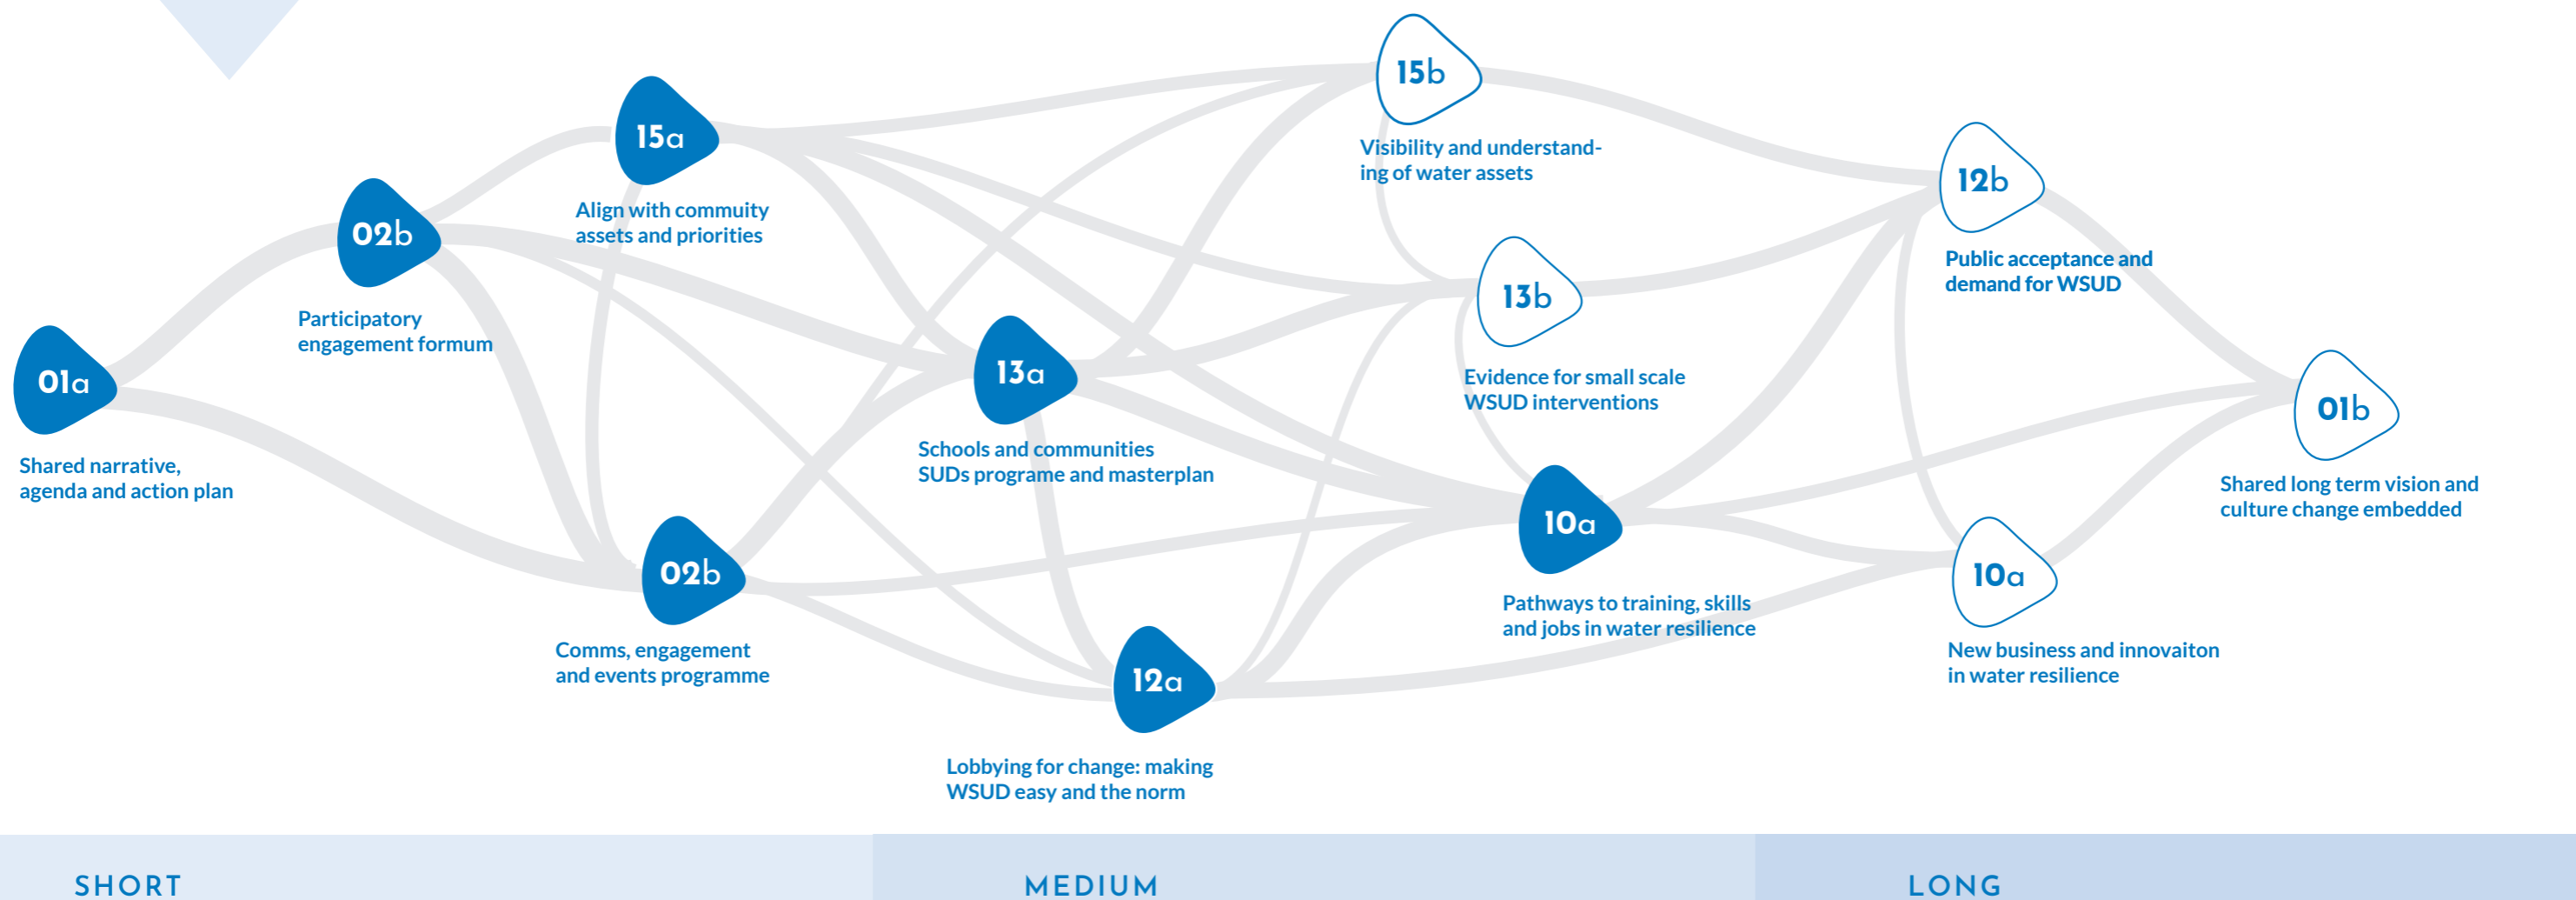 01a
Shared narrative,
agenda and action plan
02b
Participatory
engagement formum
15a
Align with commuity
assets and priorities
02b
Comms, engagement
and events programme
13a
Schools and communities
SUDs programe and masterplan
12a
Lobbying for change: making
WSUD easy and the norm
15b
Visibility and understand-
ing of water assets
13b
Evidence for small scale
WSUD interventions
10a
Pathways to training, skills
and jobs in water resilience
12b
Public acceptance and
demand for WSUD
10a
New business and innovaiton
in water resilience
01b
Shared long term vision and
culture change embedded
SHORT
MEDIUM
LONG